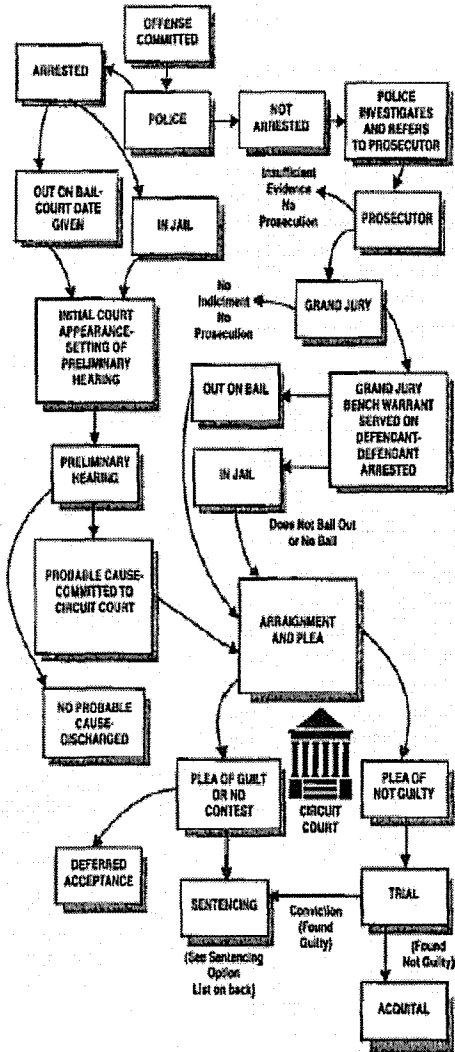 OFFENSE
COMMITTED
ARRESTED
POLICE
NOT
ARRESTED
POLICE
INVESTIGATES
AND REFERS
TO PROSECUTOR
OUT ON BAIL-
COURT DATE
GIVEN
IN JAIL
Insufficient
Evidence
No
Prosecution
PROSECUTOR
INITIAL COURT
APPEARANCE-
SETTING OF
PRELIMINARY
HEARING
No
Indictment
No
Prosecution
GRAND JURY
OUT ON BAIL
GRAND JURY
BENCH WARRANT
SERVED ON
DEFENDANT-
DEFENDANT
ARRESTED
PRELIMINARY
HEARING
IN JAIL
Does Not Bail Out
or No Bail
PROBABLE CAUSE-
COMMITTED TO
CIRCUIT COURT
ARRAIGNMENT
AND PLEA
NO PROBABLE
CAUSE-
DISCHARGED
PLEA OF GUILT
OR NO
CONTEST
CIRCUIT
COURT
PLEA OF
NOT GUILTY
DEFERRED
ACCEPTANCE
SENTENCING
(See Sentencing
Option
List on back)
Conviction
(Found
Guilty)
TRIAL
(Found
Not Guilty)
ACQUITAL